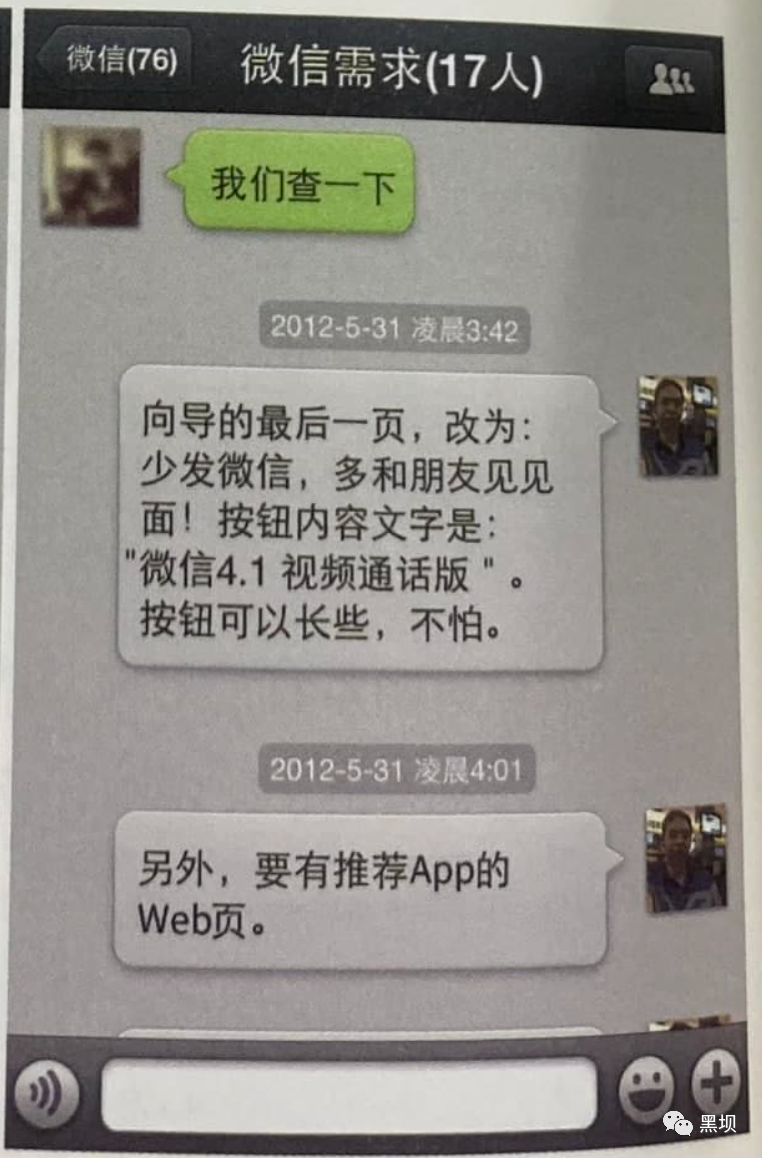 微信(76)
微信需求(17人)
我们查一下
2012-5-31 凌晨3:42
向导的最后一页，改为：
少发微信，多和朋友见见
面！按钮内容文字是：
"微信4.1 视频通话版 " 。
按钮可以长些，不怕。
2012-5-31 凌晨4:01
另外，要有推荐App的
Web页。
黑坝